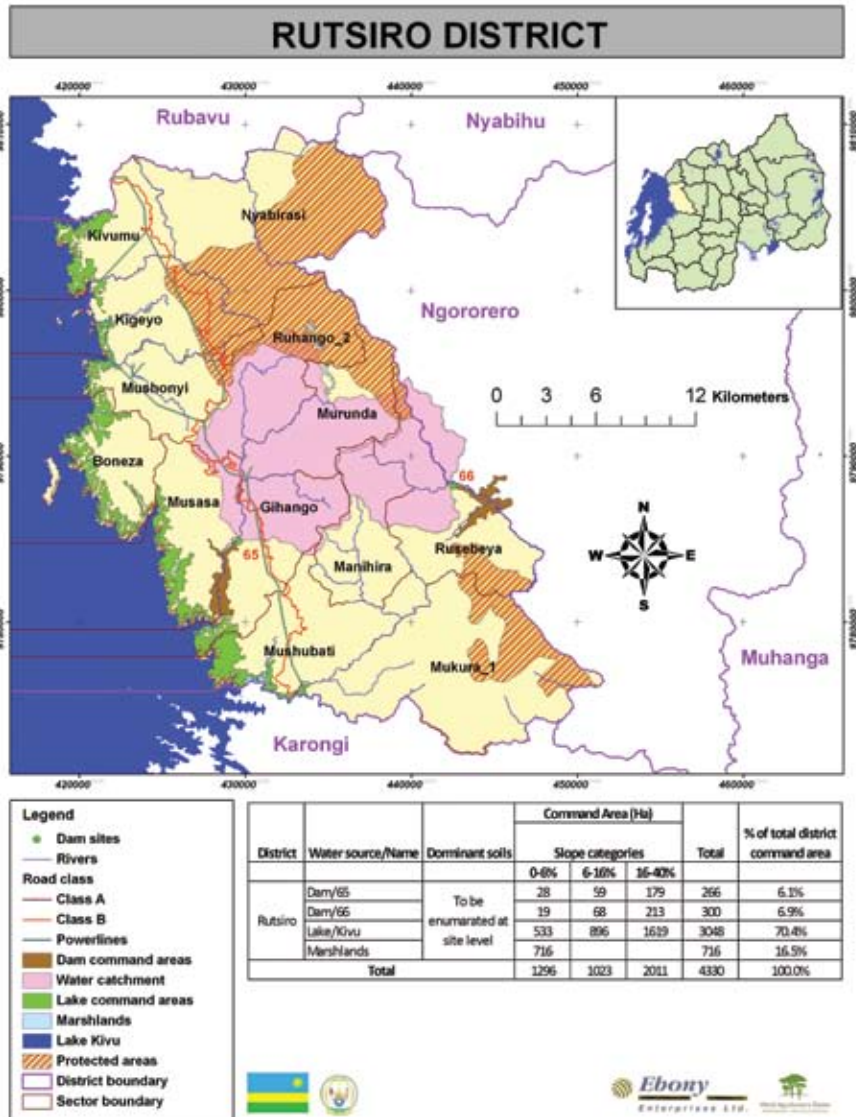 RUTSIRO DISTRICT
420000 430000 440000 450000 460000
Rubavu
Nyabihu
Nyabirasi
Kivumu
Ngororero
Kigeyo
Ruhango_2
Mushonyi
0 3 6 12 Kilometers
Murunda
Boneza
66
Musasa
Gihango
N
65
Rusebeya
W E
Manihira
S
Mushubati
Muhanga
Mukura_1
Karongi
420000 430000 440000 450000 460000
9810000
9800000
9790000
9780000
Legend
Dam sites
Rivers
Road class
Class A
Class B
Powerlines
Dam command areas
Water catchment
Lake command areas
Marshlands
Lake Kivu
Protected areas
District boundary
Sector boundary
District Water source/Name Dorminant soils Command Area (Ha) Total % of total district command area
Slope categories
0-6% 6-16% 16-40%
Rutsiro To be enumarated at site level
Dam/65 28 59 179 266 6.1%
Dam/66 19 68 213 300 6.9%
Lake/Kivu 533 896 1619 3048 70.4%
Marshlands 716 716 16.5%
Total 1296 1023 2011 4330 100.0%
Ebony
Enterprises Ltd.